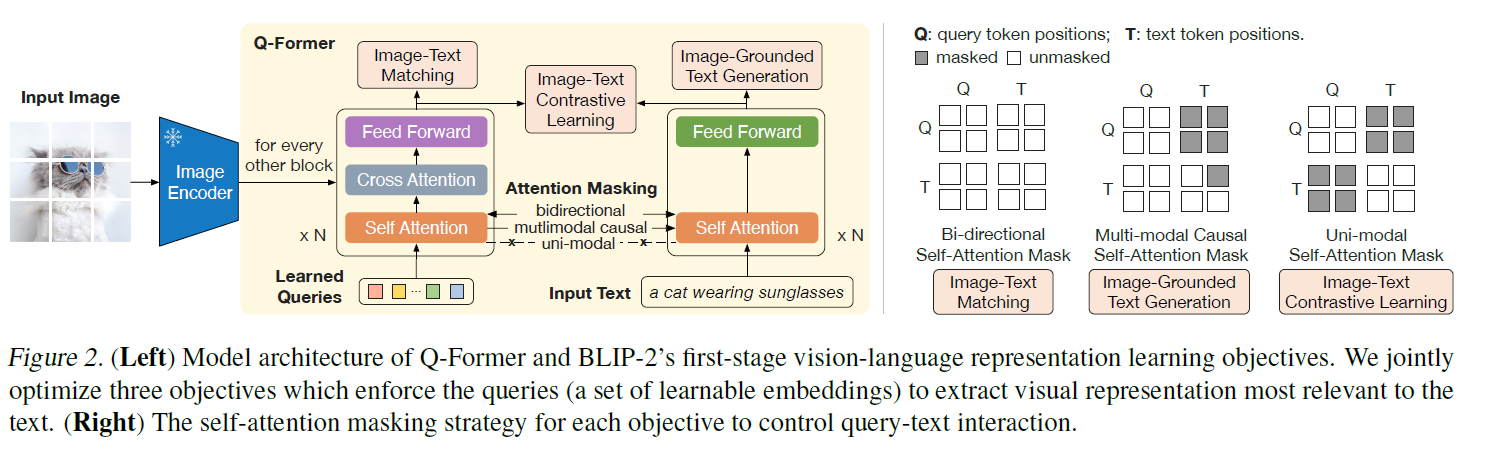 Q-Former
Input Image
Image Encoder
for every other block
Image-Text Matching
Image-Text Contrastive Learning
Image-Grounded Text Generation
Feed Forward
Cross Attention
Self Attention
x N
Feed Forward
Self Attention
x N
Attention Masking
bidirectional
mutlimodal causal
uni-modal
x
x
Learned Queries
...
Input Text
a cat wearing sunglasses
Q: query token positions; T: text token positions.
masked unmasked
Q T
Q
T
Bi-directional
Self-Attention Mask
Image-Text
Matching
Q T
Q
T
Multi-modal Causal
Self-Attention Mask
Image-Grounded
Text Generation
Q T
Q
T
Uni-modal
Self-Attention Mask
Image-Text
Contrastive Learning
Figure 2. (Left) Model architecture of Q-Former and BLIP-2's first-stage vision-language representation learning objectives. We jointly
optimize three objectives which enforce the queries (a set of learnable embeddings) to extract visual representation most relevant to the
text. (Right) The self-attention masking strategy for each objective to control query-text interaction.